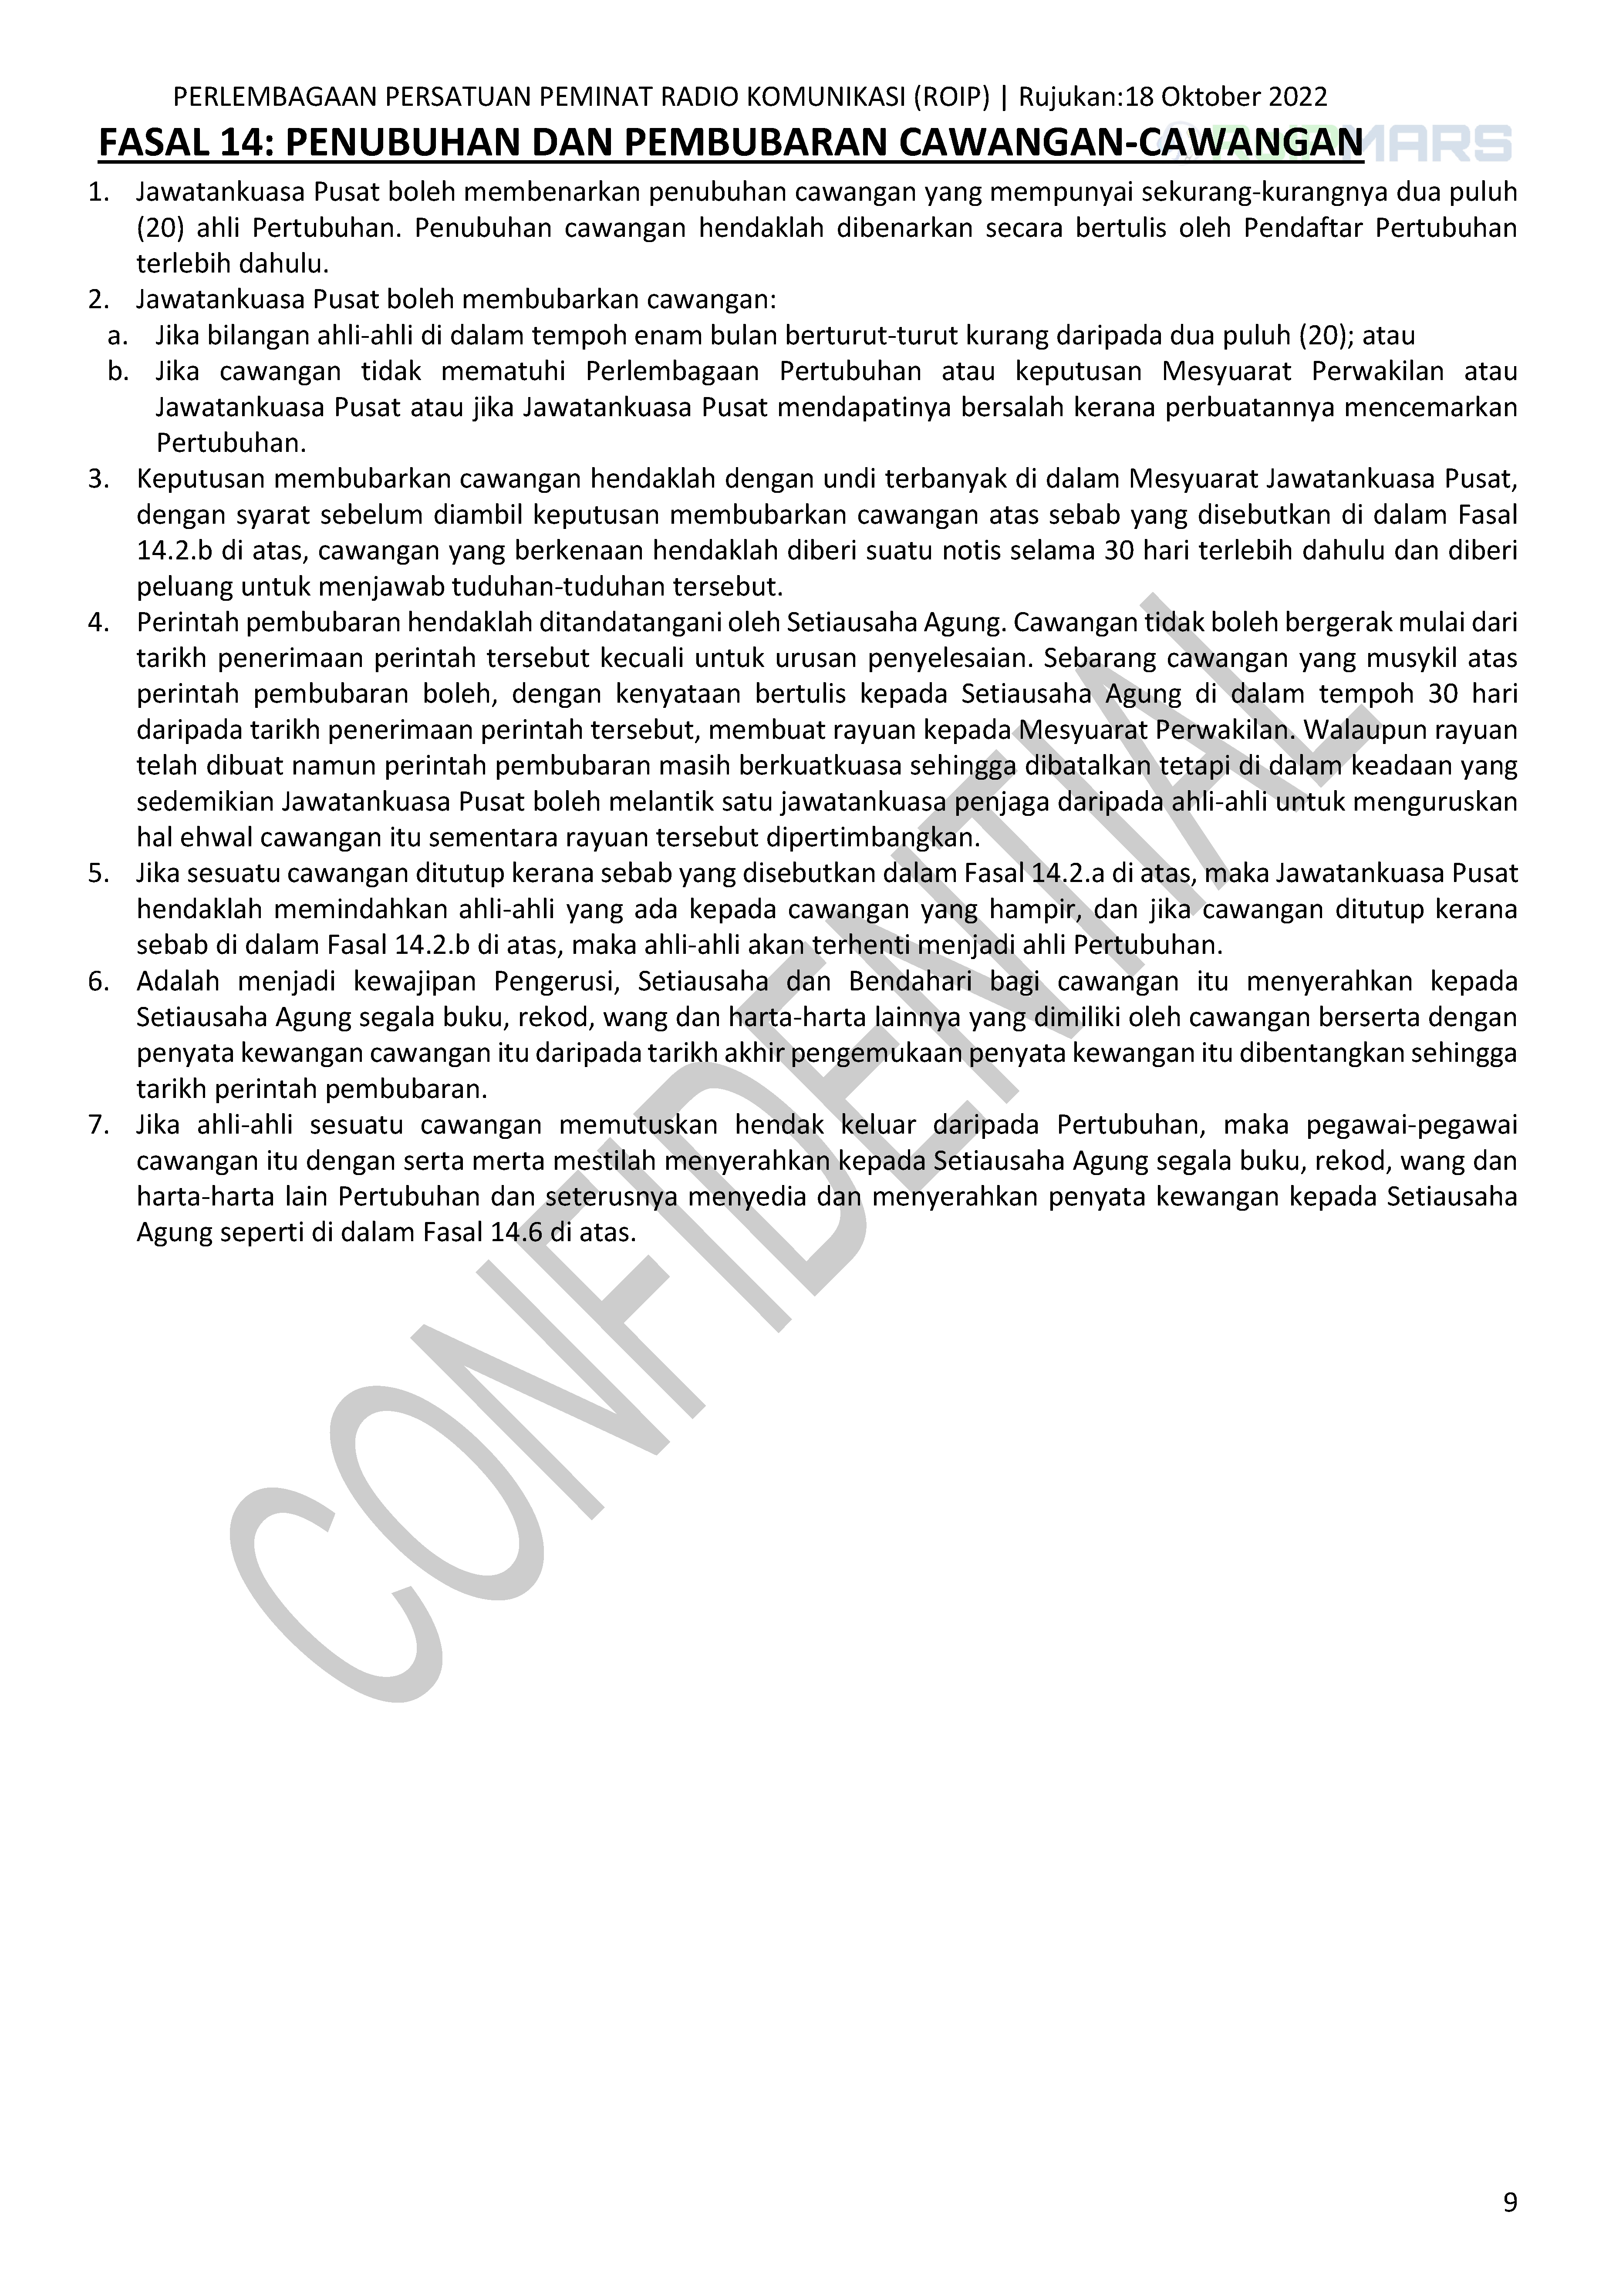 PERLEMBAGAAN PERSATUAN PEMINAT RADIO KOMUNIKASI (ROIP) | Rujukan:18 Oktober 2022
FASAL 14: PENUBUHAN DAN PEMBUBARAN CAWANGAN-CAWANGAN
MARS
1. Jawatankuasa Pusat boleh membenarkan penubuhan cawangan yang mempunyai sekurang-kurangnya dua puluh
(20) ahli Pertubuhan. Penubuhan cawangan hendaklah dibenarkan secara bertulis oleh Pendaftar Pertubuhan
terlebih dahulu.
2. Jawatankuasa Pusat boleh membubarkan cawangan:
a. Jika bilangan ahli-ahli di dalam tempoh enam bulan berturut-turut kurang daripada dua puluh (20); atau
b. Jika cawangan tidak mematuhi Perlembagaan Pertubuhan atau keputusan Mesyuarat Perwakilan atau
Jawatankuasa Pusat atau jika Jawatankuasa Pusat mendapatinya bersalah kerana perbuatannya mencemarkan
Pertubuhan.
3. Keputusan membubarkan cawangan hendaklah dengan undi terbanyak di dalam Mesyuarat Jawatankuasa Pusat,
dengan syarat sebelum diambil keputusan membubarkan cawangan atas sebab yang disebutkan di dalam Fasal
14.2.b di atas, cawangan yang berkenaan hendaklah diberi suatu notis selama 30 hari terlebih dahulu dan diberi
peluang untuk menjawab tuduhan-tuduhan tersebut.
4. Perintah pembubaran hendaklah ditandatangani oleh Setiausaha Agung. Cawangan tidak boleh bergerak mulai dari
tarikh penerimaan perintah tersebut kecuali untuk urusan penyelesaian. Sebarang cawangan yang musykil atas
perintah pembubaran boleh, dengan kenyataan bertulis kepada Setiausaha Agung di dalam tempoh 30 hari
daripada tarikh penerimaan perintah tersebut, membuat rayuan kepada Mesyuarat Perwakilan. Walaupun rayuan
telah dibuat namun perintah pembubaran masih berkuatkuasa sehingga dibatalkan tetapi di dalam keadaan yang
sedemikian Jawatankuasa Pusat boleh melantik satu jawatankuasa penjaga daripada ahli-ahli untuk menguruskan
hal ehwal cawangan itu sementara rayuan tersebut dipertimbangkan.
5. Jika sesuatu cawangan ditutup kerana sebab yang disebutkan dalam Fasal 14.2.a di atas, maka Jawatankuasa Pusat
hendaklah memindahkan ahli-ahli yang ada kepada cawangan yang hampir, dan jika cawangan ditutup kerana
sebab di dalam Fasal 14.2.b di atas, maka ahli-ahli akan terhenti menjadi ahli Pertubuhan.
6. Adalah menjadi kewajipan Pengerusi, Setiausaha dan Bendahari bagi cawangan itu menyerahkan kepada
Setiausaha Agung segala buku, rekod, wang dan harta-harta lainnya yang dimiliki oleh cawangan berserta dengan
penyata kewangan cawangan itu daripada tarikh akhir pengemukaan penyata kewangan itu dibentangkan sehingga
tarikh perintah pembubaran.
7. Jika ahli-ahli sesuatu cawangan memutuskan hendak keluar daripada Pertubuhan, maka pegawai-pegawai
cawangan itu dengan serta merta mestilah menyerahkan kepada Setiausaha Agung segala buku, rekod, wang dan
harta-harta lain Pertubuhan dan seterusnya menyedia dan menyerahkan penyata kewangan kepada Setiausaha
Agung seperti di dalam Fasal 14.6 di atas.
CONFIDENTIAL
9